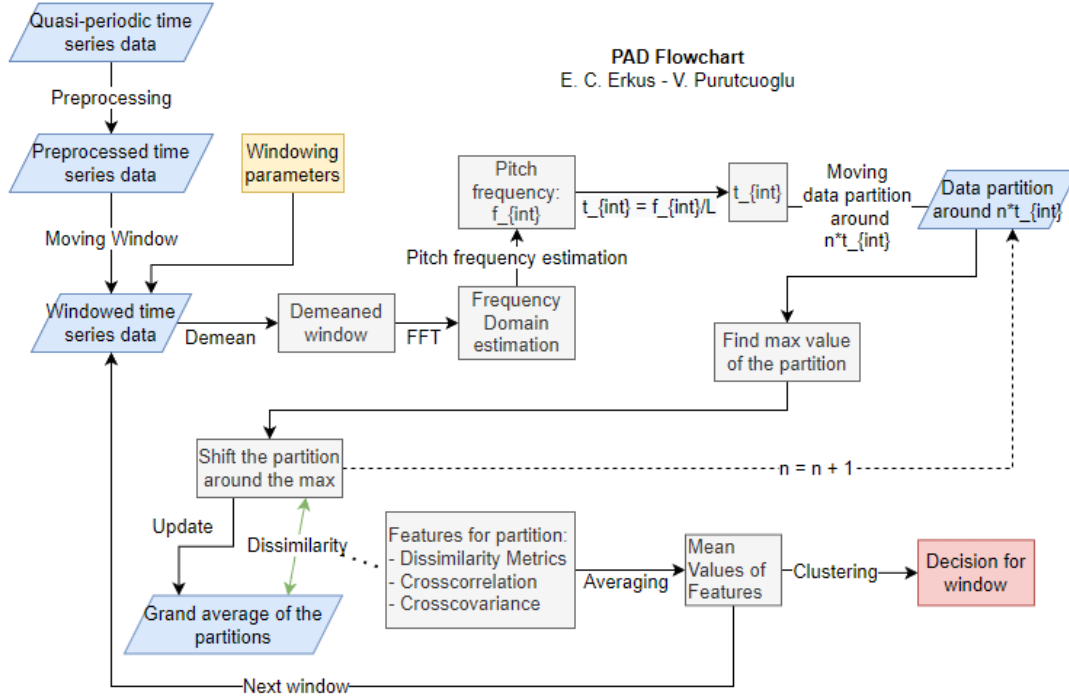 Quasi-periodic time
series data
PAD Flowchart
E. C. Erkus - V. Purutcuoglu
Preprocessing
Preprocessed time
series data
Windowing
parameters
Pitch
frequency:
f_{int}
t_{int} = f_{int}/L
t_{int}
Moving
data partition
around
n*t_{int}
Data partition
around n*t_{int}
Moving Window
Pitch frequency estimation
Windowed time
series data
Demean
Demeaned
window
FFT
Frequency
Domain
estimation
Find max value
of the partition
Shift the partition
around the max
n = n + 1
Update
Dissimilarity
Features for partition:
- Dissimilarity Metrics
- Crosscorrelation
- Crosscovariance
Averaging
Mean
Values of
Features
Clustering
Decision for
window
Grand average of the
partitions
Next window